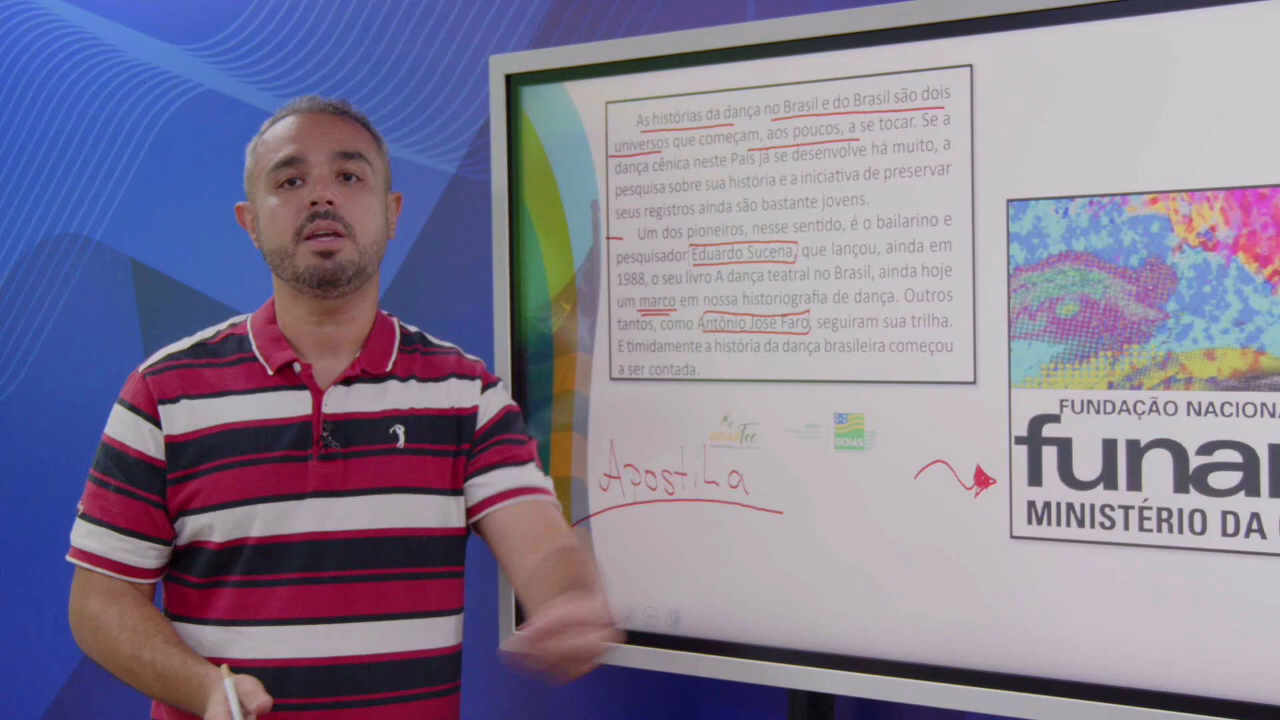 As histórias da dança no Brasil e do Brasil são dois
universos que começam, aos poucos, a se tocar. Se a
dança cênica neste País já se desenvolve há muito, a
pesquisa sobre sua história e a iniciativa de preservar
seus registros ainda são bastante jovens.
Um dos pioneiros, nesse sentido, é o bailarino e
pesquisador Eduardo Sucena, que lançou, ainda em
1988, o seu livro A dança teatral no Brasil, ainda hoje
um marco em nossa historiografia de dança. Outros
tantos, como Antônio José Faro, seguiram sua trilha.
E timidamente a história da dança brasileira começou
a ser contada.
GOIÁS
Apostila
FUNDAÇÃO NACIONA
funar
MINISTÉRIO DA